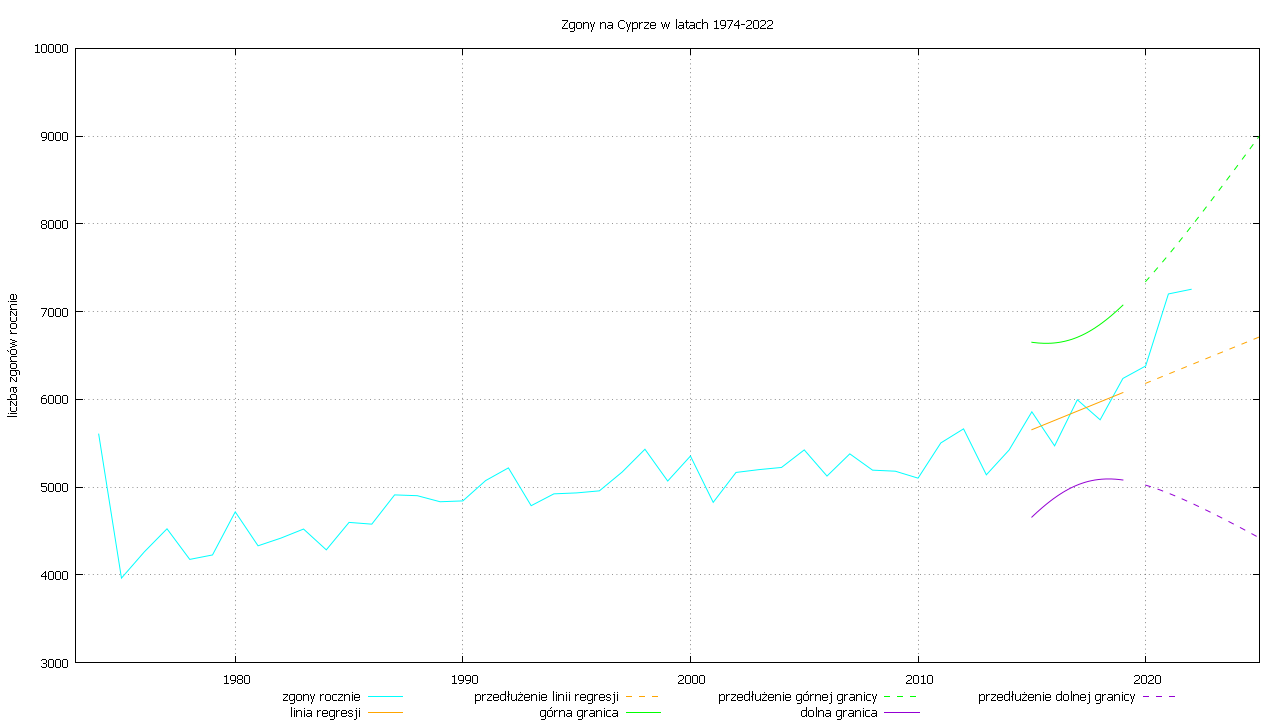 Zgony na Cyprze w latach 1974-2022
10000
9000
8000
7000
6000
5000
4000
3000
liczba zgonów rocznie
1980 1990 2000 2010 2020
zgony rocznie przedłużenie linii regresji przedłużenie górnej granicy przedłużenie dolnej granicy
linia regresji górna granica dolna granica